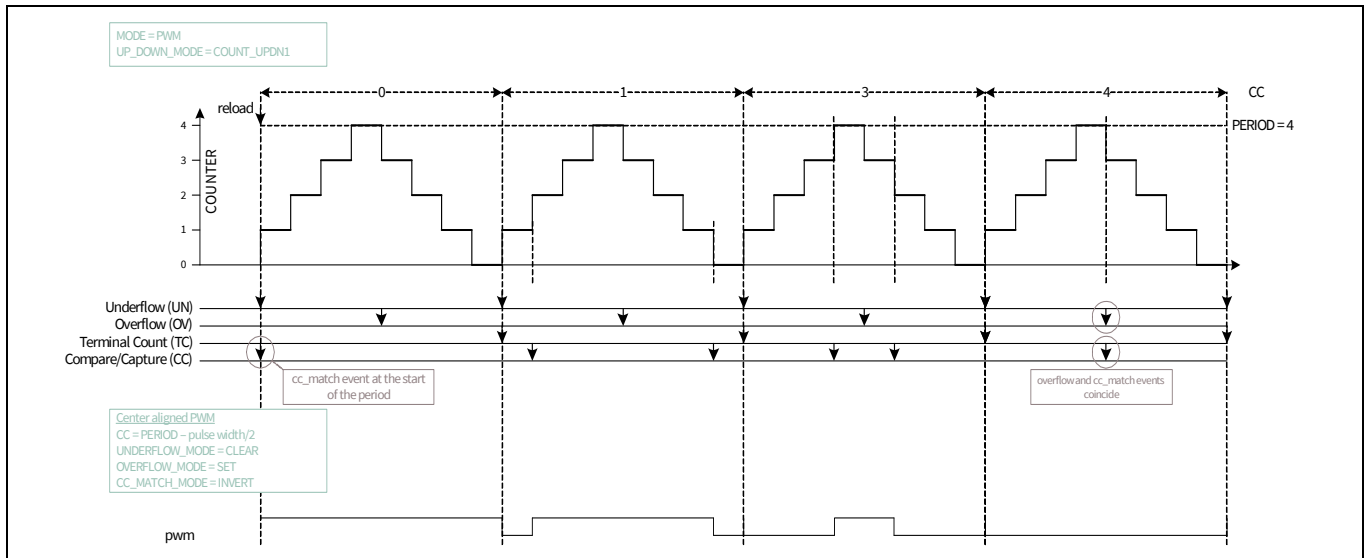 MODE = PWM
UP_DOWN_MODE = COUNT_UPDN1
0
1
3
4
CC
reload
4
PERIOD = 4
3
2
1
0
COUNTER
Underflow (UN)
Overflow (OV)
Terminal Count (TC)
Compare/Capture (CC)
cc_match event at the start
of the period
overflow and cc_match events
coincide
Center aligned PWM
CC = PERIOD – pulse width/2
UNDERFLOW_MODE = CLEAR
OVERFLOW_MODE = SET
CC_MATCH_MODE = INVERT
pwm